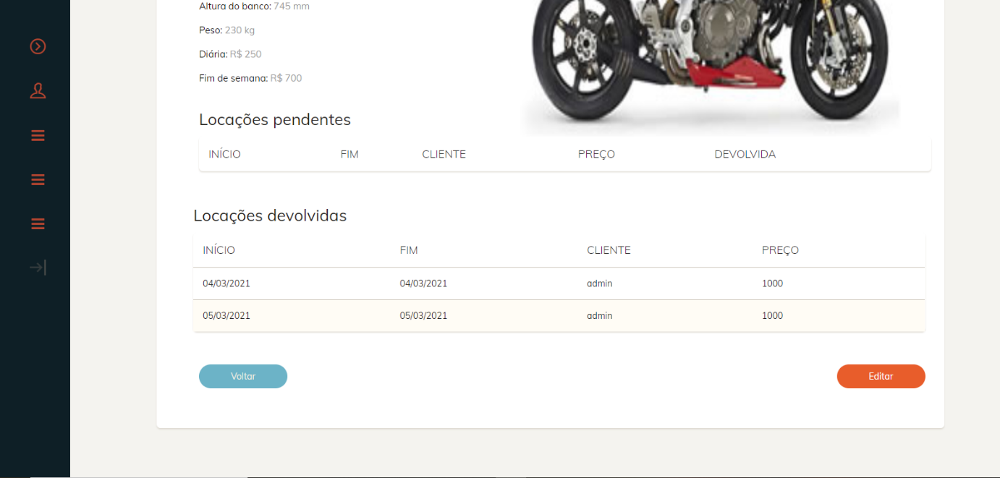 Altura do banco: 745 mm
Peso: 230 kg
Diária: R$ 250
Fim de semana: R$ 700
Locações pendentes
INÍCIO FIM CLIENTE PREÇO DEVOLVIDA
Locações devolvidas
INÍCIO FIM CLIENTE PREÇO
04/03/2021 04/03/2021 admin 1000
05/03/2021 05/03/2021 admin 1000
Voltar Editar